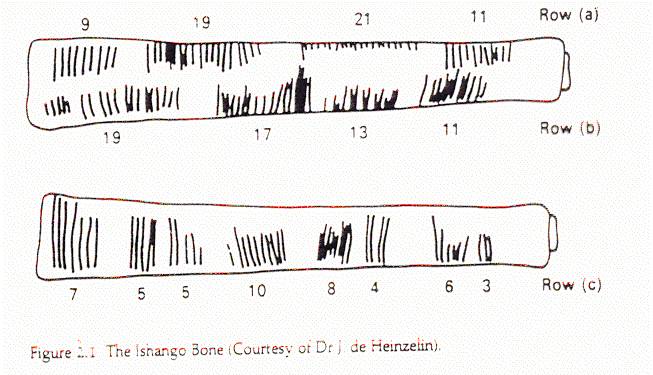 9 19 21 11 Row (a)
19 17 13 11 Row (b)
7 5 5 10 8 4 6 3 Row (c)
Figure 2.1 The Ishango Bone (Courtesy of Dr J. de Heinzelin).